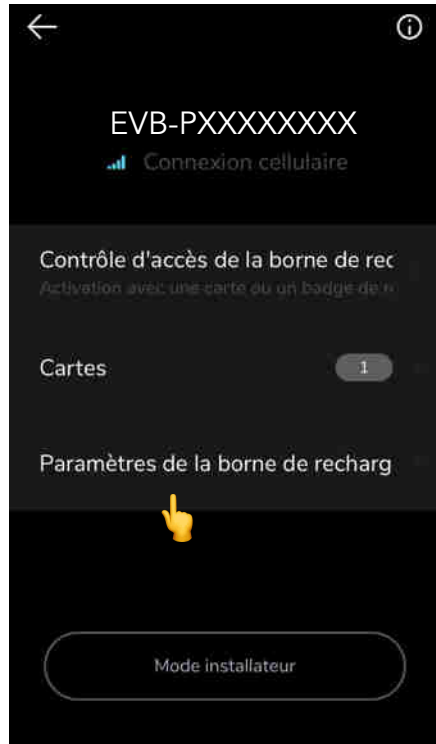 EVB-PXXXXXXXX
Connexion cellulaire
Contrôle d'accès de la borne de rec
Activation avec une carte ou un badge de r
Cartes
1
Paramètres de la borne de recharg
Mode installateur